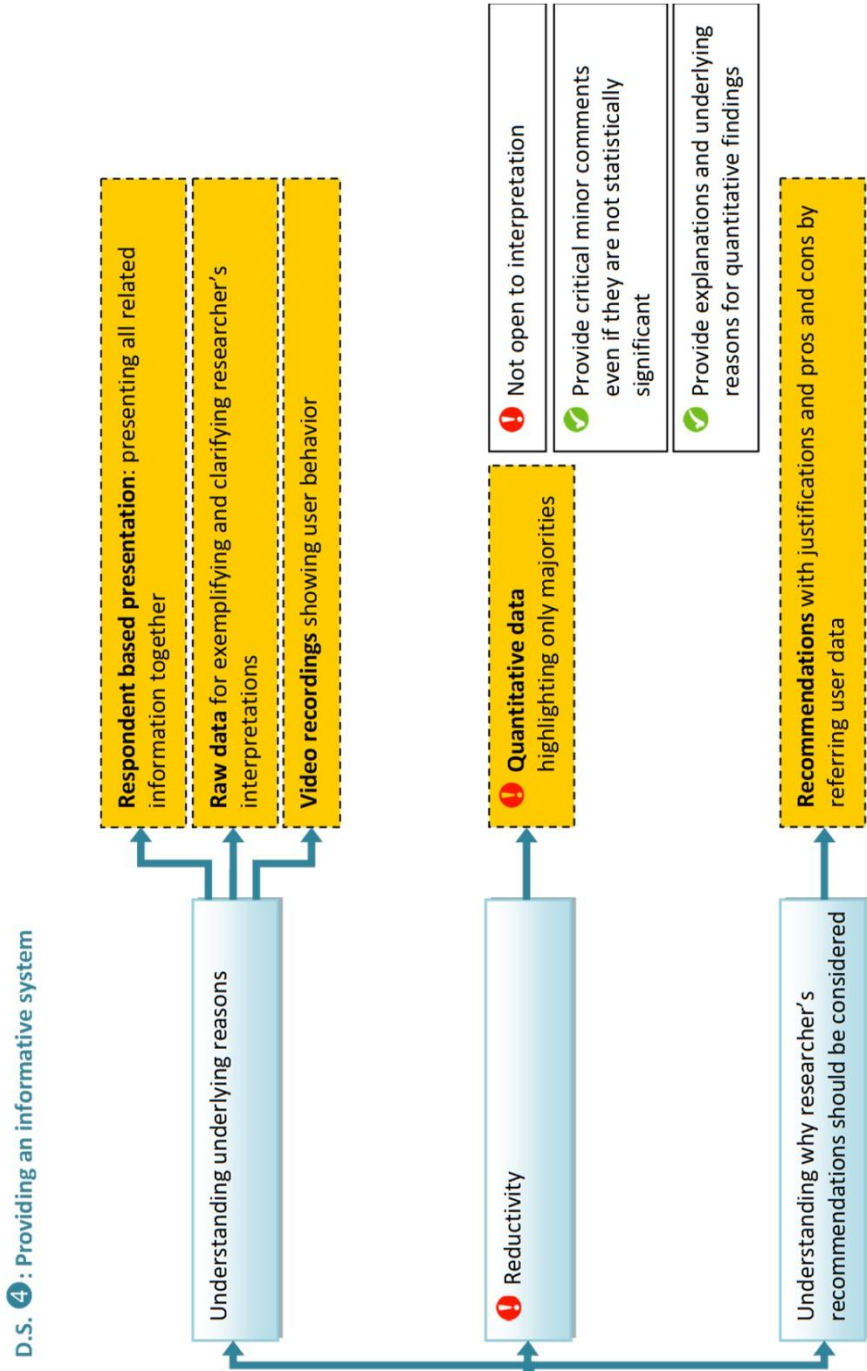 D.S. 4 : Providing an informative system
Understanding underlying reasons
Respondent based presentation: presenting all related
information together
Raw data for exemplifying and clarifying researcher's
interpretations
Video recordings showing user behavior
Reductivity
Quantitative data
highlighting only majorities
Not open to interpretation
Provide critical minor comments
even if they are not statistically
significant
Provide explanations and underlying
reasons for quantitative findings
Understanding why researcher's
recommendations should be considered
Recommendations with justifications and pros and cons by
referring user data